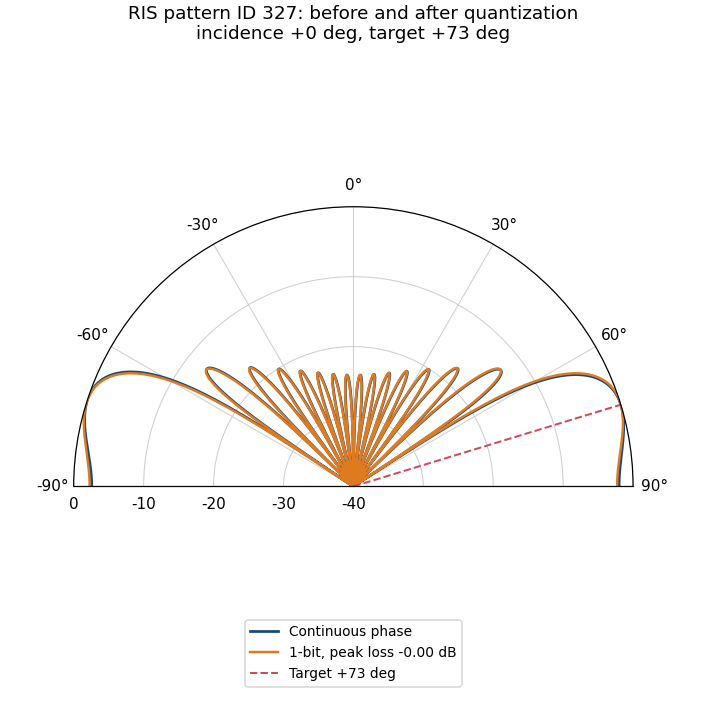 RIS pattern ID 327: before and after quantization
incidence +0 deg, target +73 deg
0°
-30°
30°
-60°
60°
-90°
90°
0
-10
-20
-30
-40
Continuous phase
1-bit, peak loss -0.00 dB
Target +73 deg